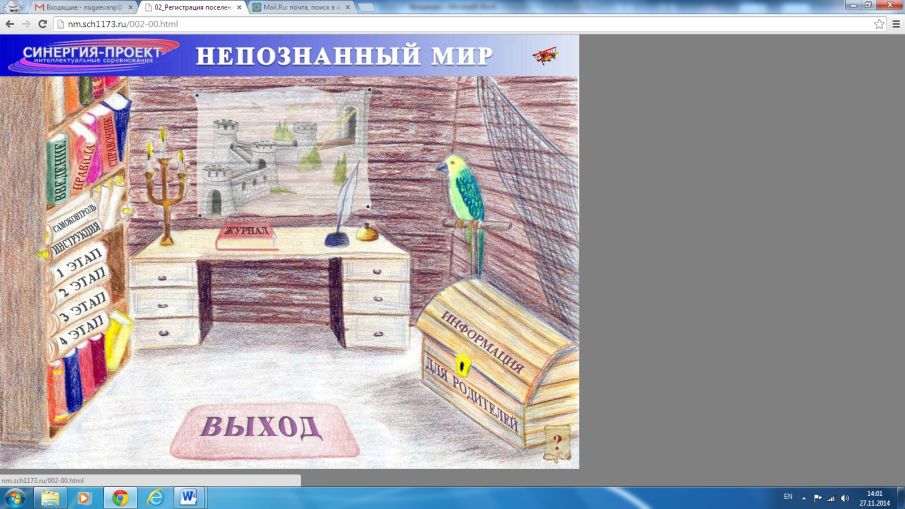 Входящие - nugaevanp@
02_Регистрация поселен
Mail.Ru: почта, поиск в и
nm.sch1173.ru/002-00.html
СИНЕРГИЯ-ПРОЕКТ
интеллектуальные соревнования
НЕПОЗНАННЫЙ МИР
ВВЕДЕНИЕ
ПРАВИЛА
СПРАВОЧНИК
САМОКОНТРОЛЬ
ИНСТРУКЦИЯ
1 ЭТАП
2 ЭТАП
3 ЭТАП
4 ЭТАП
ЖУРНАЛ
ИНФОРМАЦИЯ
ДЛЯ РОДИТЕЛЕЙ
ВЫХОД
?
nm.sch1173.ru/002-00.html
EN
14:01
27.11.2014